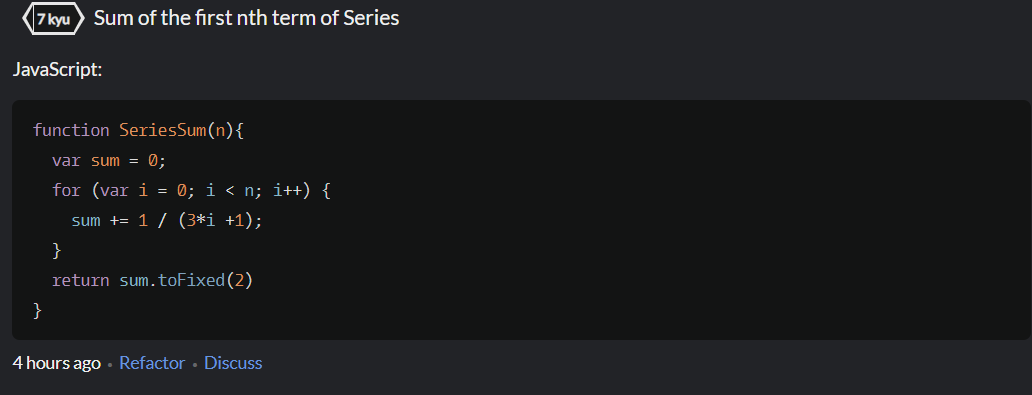 7 kyu Sum of the first nth term of Series
JavaScript:
function SeriesSum(n){
  var sum = 0;
  for (var i = 0; i < n; i++) {
    sum += 1 / (3*i +1);
  }
  return sum.toFixed(2)
}
4 hours ago • Refactor • Discuss